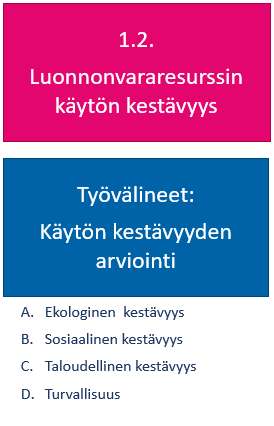 1.2.
Luonnonvararesurssin
käytön kestävyys
Työvälineet:
Käytön kestävyyden
arviointi
A. Ekologinen kestävyys
B. Sosiaalinen kestävyys
C. Taloudellinen kestävyys
D. Turvallisuus